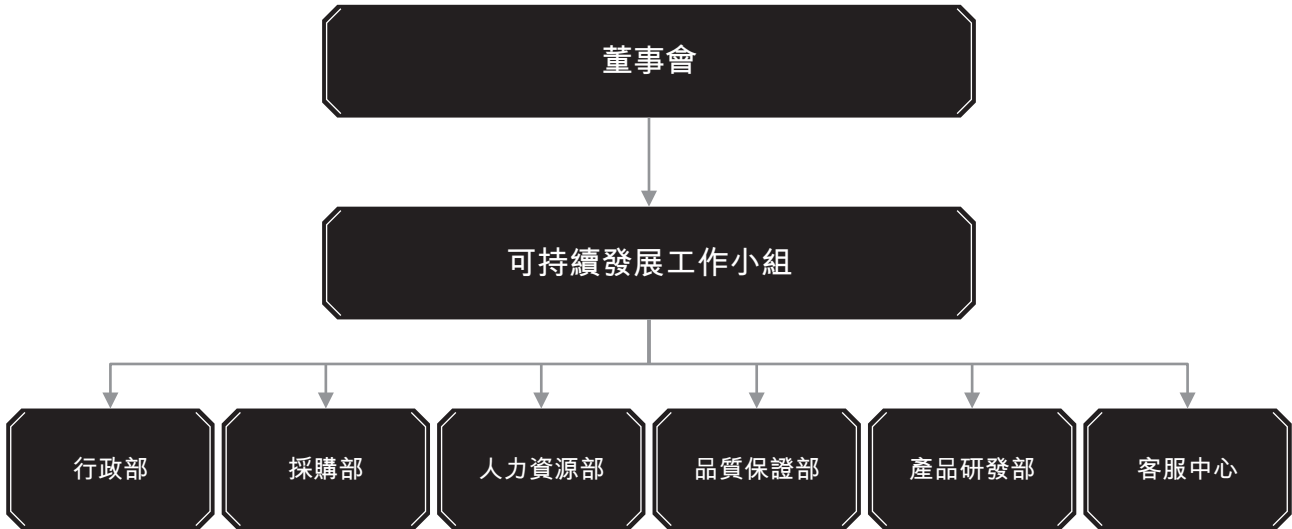 董事會
可持續發展工作小組
行政部
採購部
人力資源部
品質保證部
產品研發部
客服中心